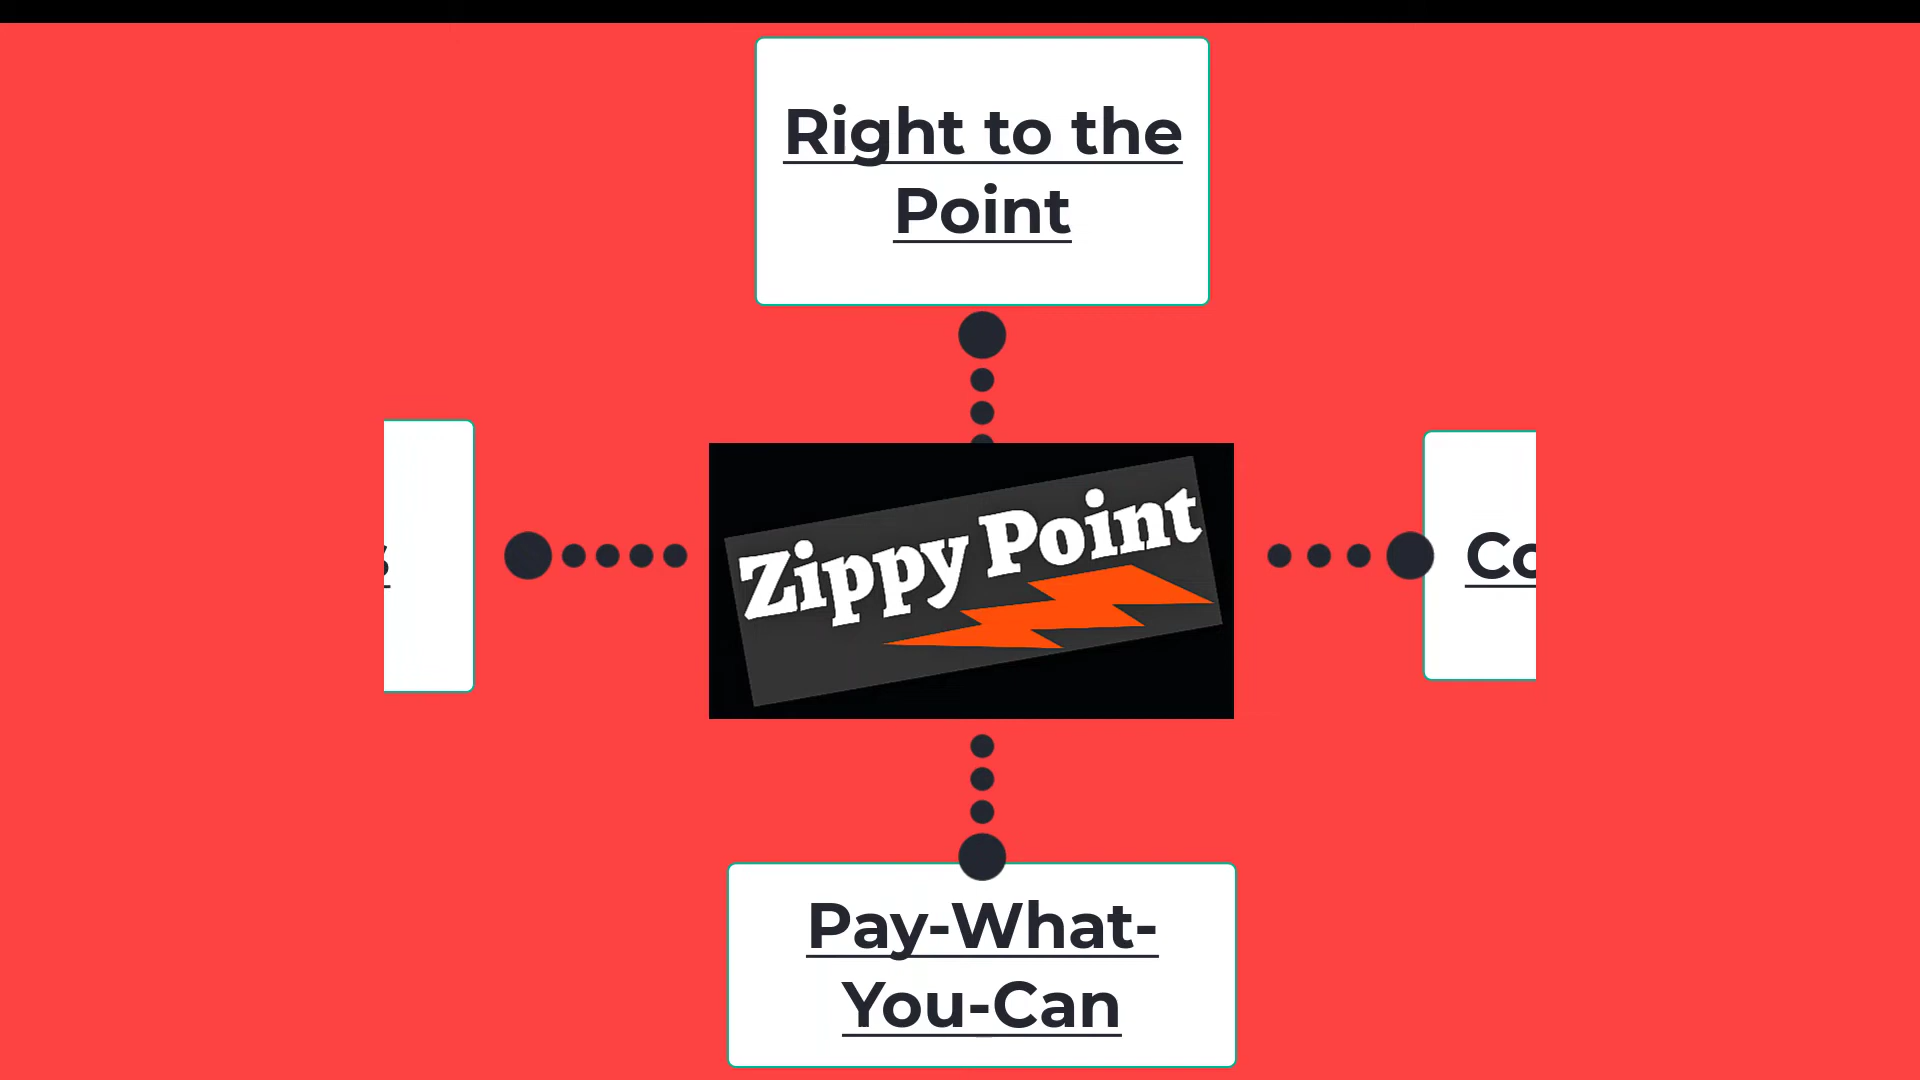 Right to the
Point
Zippy Point
Pay-What-
You-Can